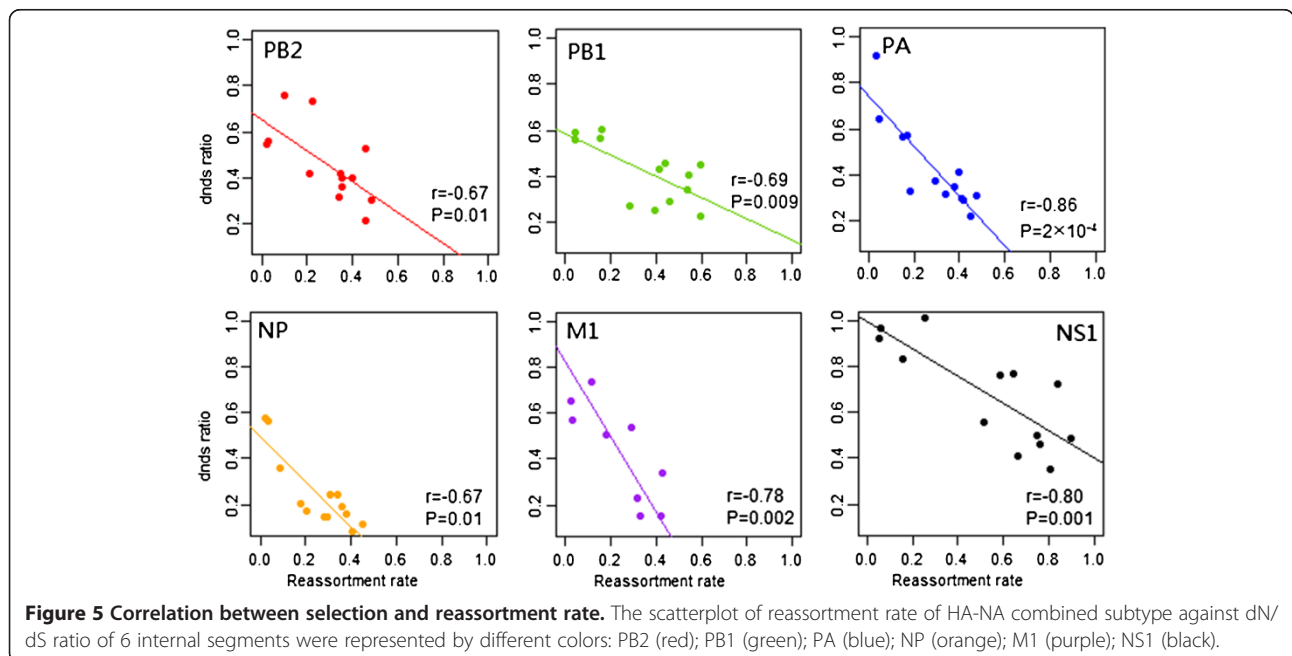 PB2
PB1
PA
dnds ratio
1.0
0.8
0.6
0.4
0.2
r=-0.67
P=0.01
0.0 0.2 0.4 0.6 0.8 1.0
1.0
0.8
0.6
0.4
0.2
r=-0.69
P=0.009
0.0 0.2 0.4 0.6 0.8 1.0
1.0
0.8
0.6
0.4
0.2
r=-0.86
P=2×10⁻⁴
0.0 0.2 0.4 0.6 0.8 1.0
NP
M1
NS1
dnds ratio
1.0
0.8
0.6
0.4
0.2
r=-0.67
P=0.01
0.0 0.2 0.4 0.6 0.8 1.0
Reassortment rate
1.0
0.8
0.6
0.4
0.2
r=-0.78
P=0.002
0.0 0.2 0.4 0.6 0.8 1.0
Reassortment rate
1.0
0.8
0.6
0.4
0.2
r=-0.80
P=0.001
0.0 0.2 0.4 0.6 0.8 1.0
Reassortment rate
Figure 5 Correlation between selection and reassortment rate. The scatterplot of reassortment rate of HA-NA combined subtype against dN/
dS ratio of 6 internal segments were represented by different colors: PB2 (red); PB1 (green); PA (blue); NP (orange); M1 (purple); NS1 (black).